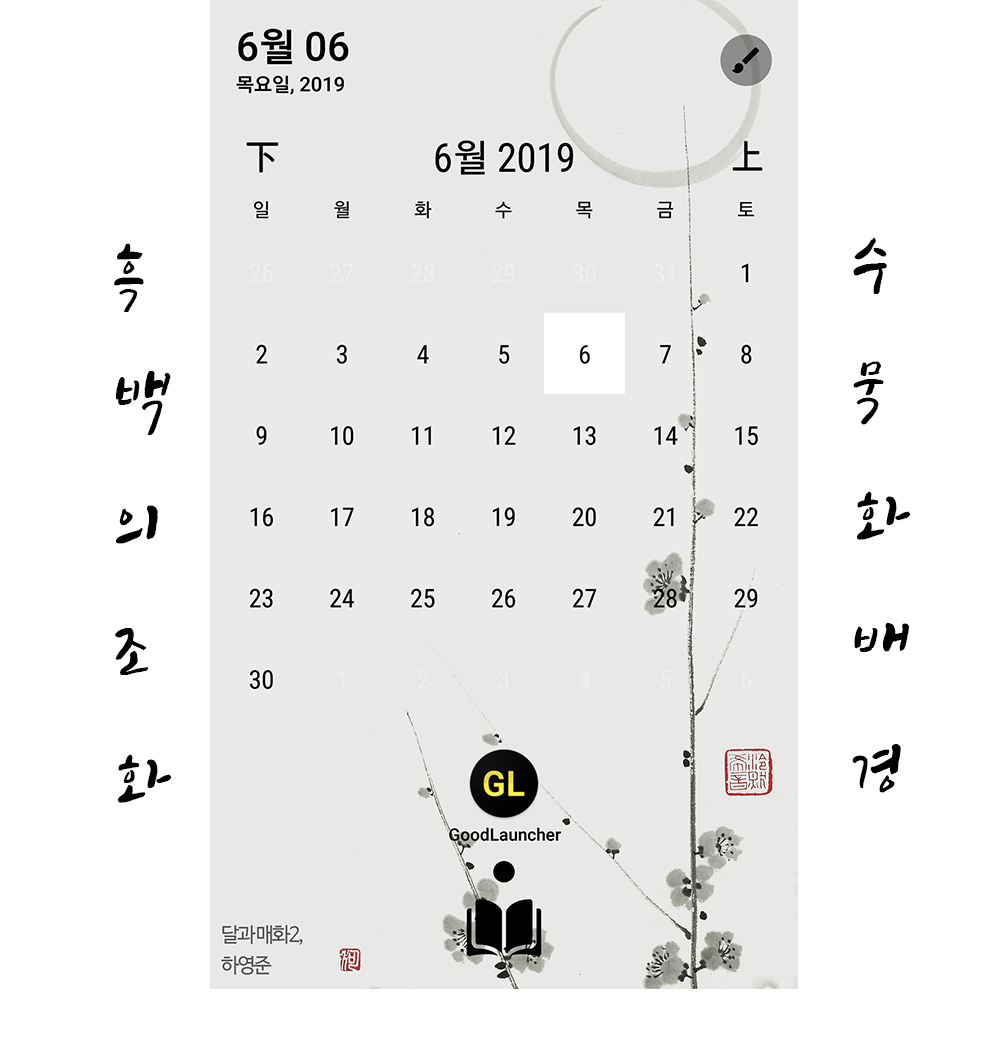 6월 06
목요일, 2019
下 6월 2019 上
일 월 화 수 목 금 토
26 27 28 29 30 31 1
2 3 4 5 6 7 8
9 10 11 12 13 14 15
16 17 18 19 20 21 22
23 24 25 26 27 28 29
30 1 2 3 4 5 6
흑백의조화
수묵화배경
GL
GoodLauncher
달과매화2,
하영준